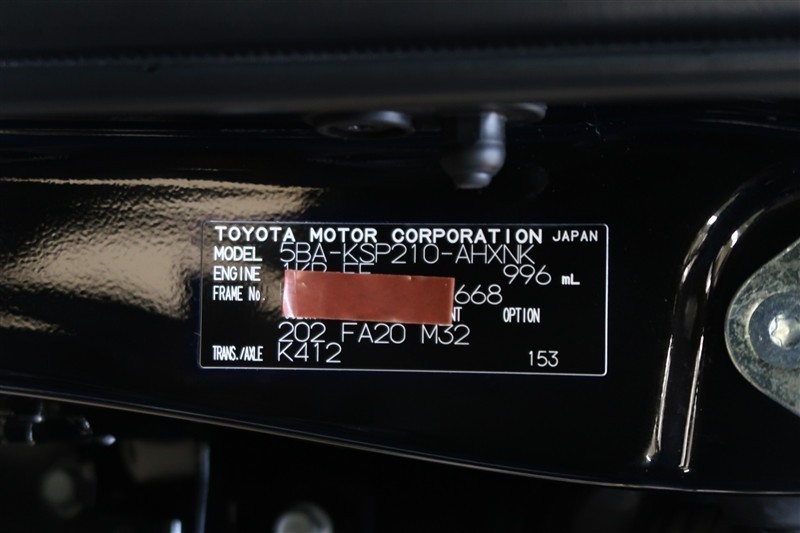 TOYOTA MOTOR CORPORATION JAPAN
MODEL 5BA-KSP210-AHXNK
ENGINE 996 mL
FRAME No. 668
OPTION
202 FA20 M32
TRANS./AXLE K412 153